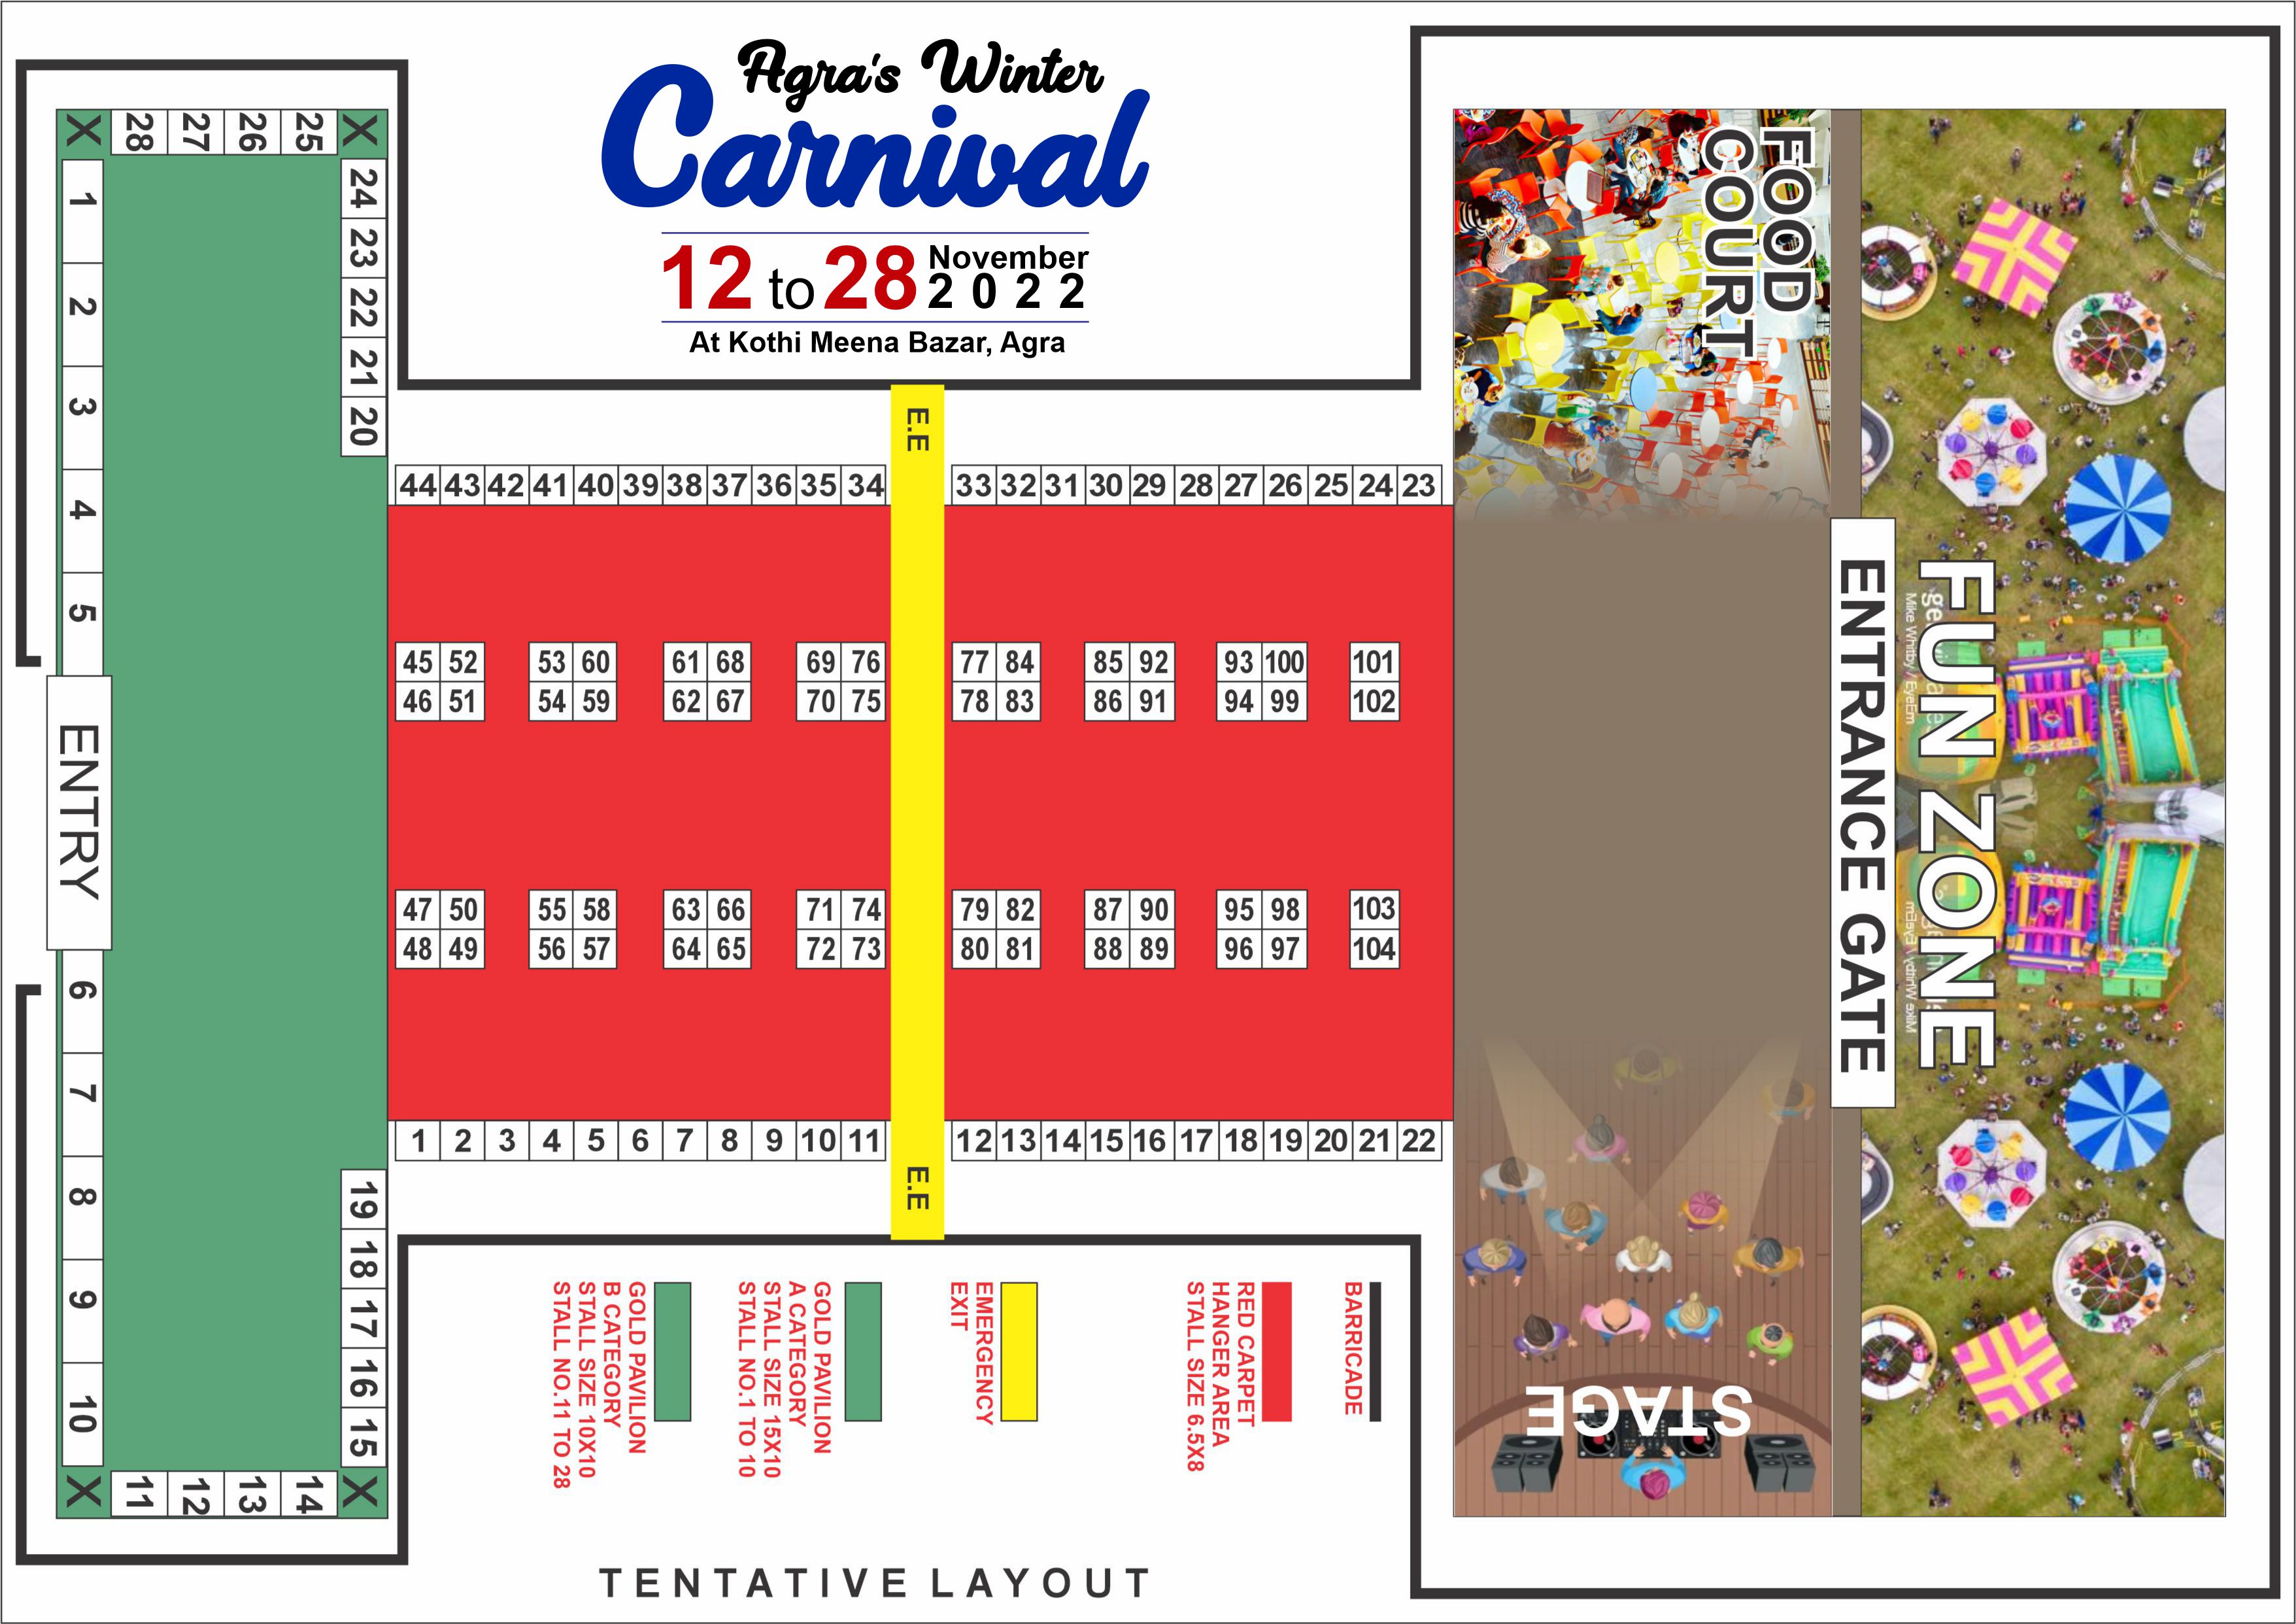 Agra's Winter
Carnival
12 to 28 November
2022
At Kothi Meena Bazar, Agra
X 28 27 26 25 X
1
2
3
4
5
ENTRY
6
7
8
9
10
24
23
22
21
20
19
18
17
16
15
X 11 12 13 14 X
E.E
44 43 42 41 40 39 38 37 36 35 34
33 32 31 30 29 28 27 26 25 24 23
45 52 53 60 61 68 69 76 77 84 85 92 93 100 101
46 51 54 59 62 67 70 75 78 83 86 91 94 99 102
47 50 55 58 63 66 71 74 79 82 87 90 95 98 103
48 49 56 57 64 65 72 73 80 81 88 89 96 97 104
1 2 3 4 5 6 7 8 9 10 11
12 13 14 15 16 17 18 19 20 21 22
E.E
FOOD
COURT
STAGE
ENTRANCE GATE
FUN ZONE
Mike Whitby / EyeEm
Mike Whitby / EyeEm
BARRICADE
RED CARPET
HANGER AREA
STALL SIZE 6.5X8
EMERGENCY
EXIT
GOLD PAVILION
A CATEGORY
STALL SIZE 15X10
STALL NO.1 TO 10
GOLD PAVILION
B CATEGORY
STALL SIZE 10X10
STALL NO.11 TO 28
TENTATIVE LAYOUT